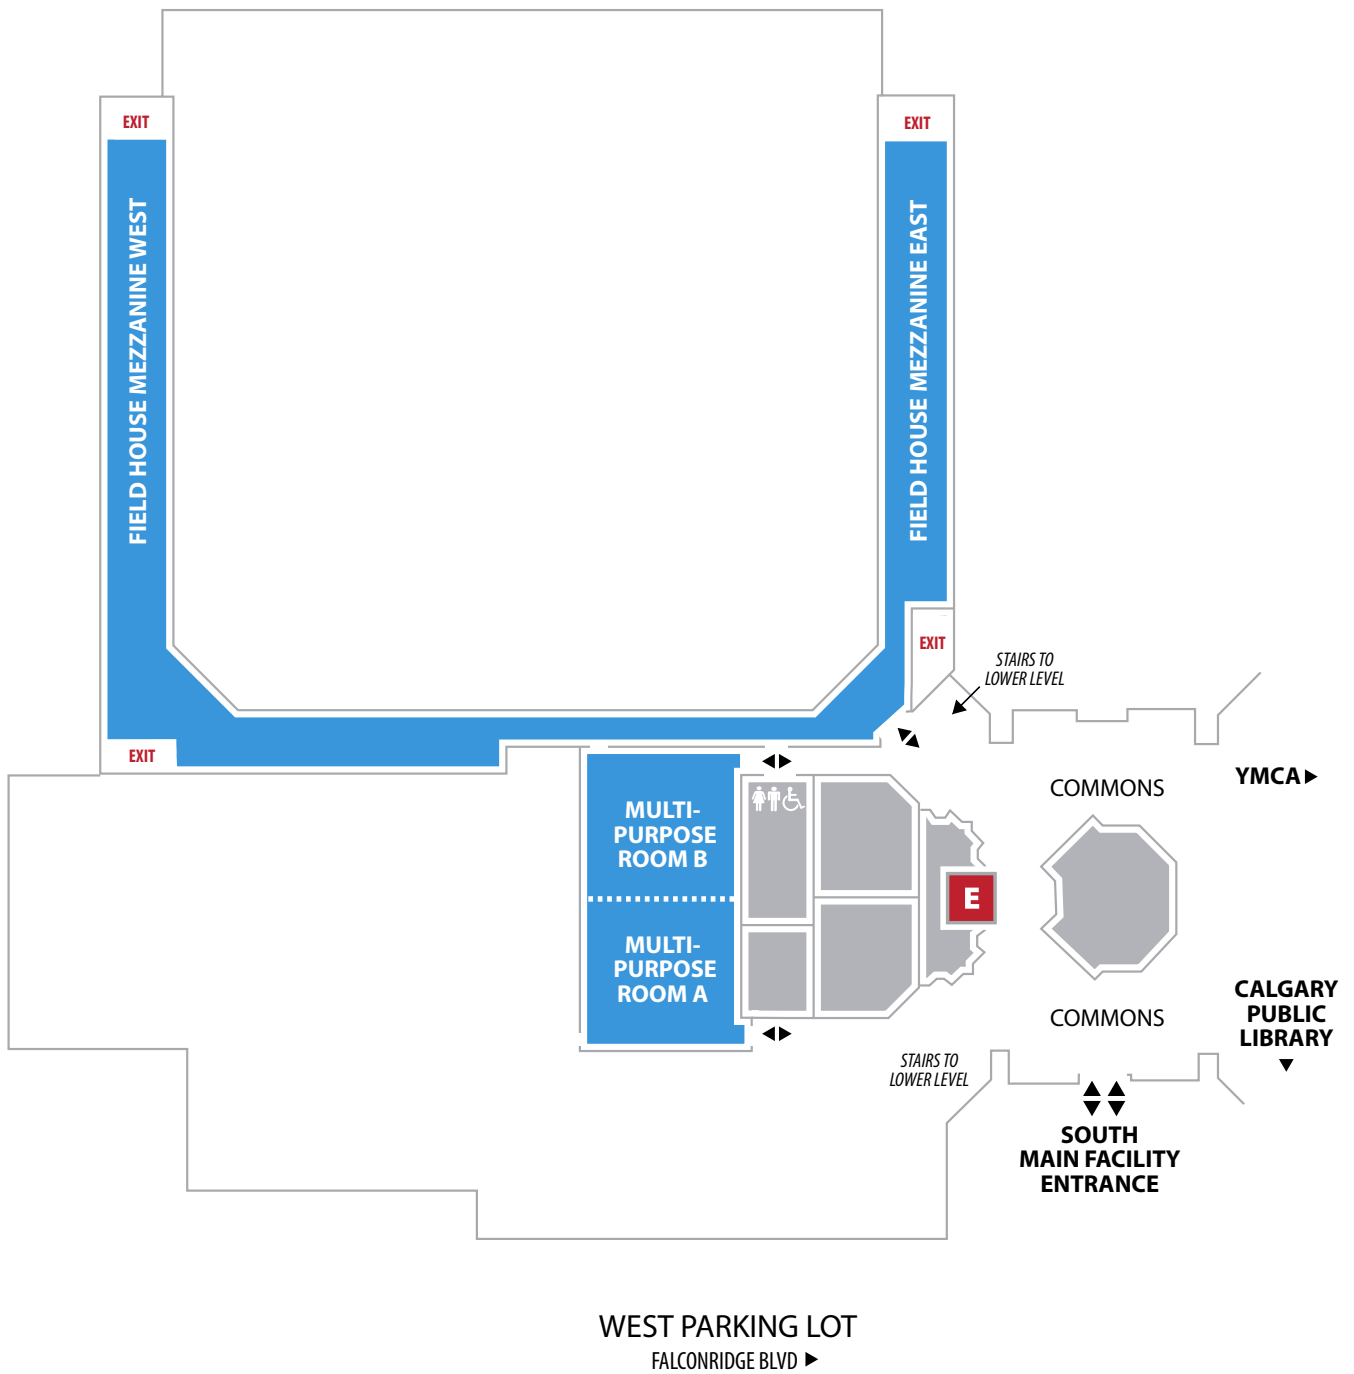 EXIT
EXIT
FIELD HOUSE MEZZANINE WEST
FIELD HOUSE MEZZANINE EAST
EXIT
STAIRS TO
LOWER LEVEL
EXIT
COMMONS
YMCA
MULTI-
PURPOSE
ROOM B
E
MULTI-
PURPOSE
ROOM A
COMMONS
CALGARY
PUBLIC
LIBRARY
STAIRS TO
LOWER LEVEL
SOUTH
MAIN FACILITY
ENTRANCE
WEST PARKING LOT
FALCONRIDGE BLVD